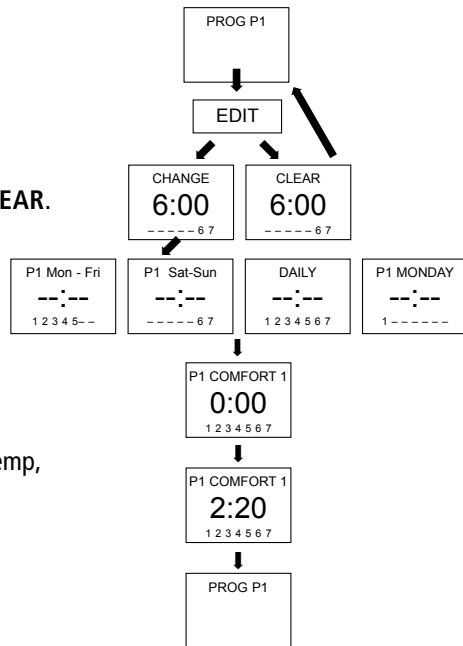 PROG P1
EDIT
EAR.
CHANGE
6:00
– – – – – 6 7
CLEAR
6:00
– – – – – 6 7
P1 Mon - Fri
--:--
1 2 3 4 5 – –
P1 Sat-Sun
--:--
– – – – – 6 7
DAILY
--:--
1 2 3 4 5 6 7
P1 MONDAY
--:--
1 – – – – – –
P1 COMFORT 1
0:00
1 2 3 4 5 6 7
emp,
P1 COMFORT 1
2:20
1 2 3 4 5 6 7
PROG P1